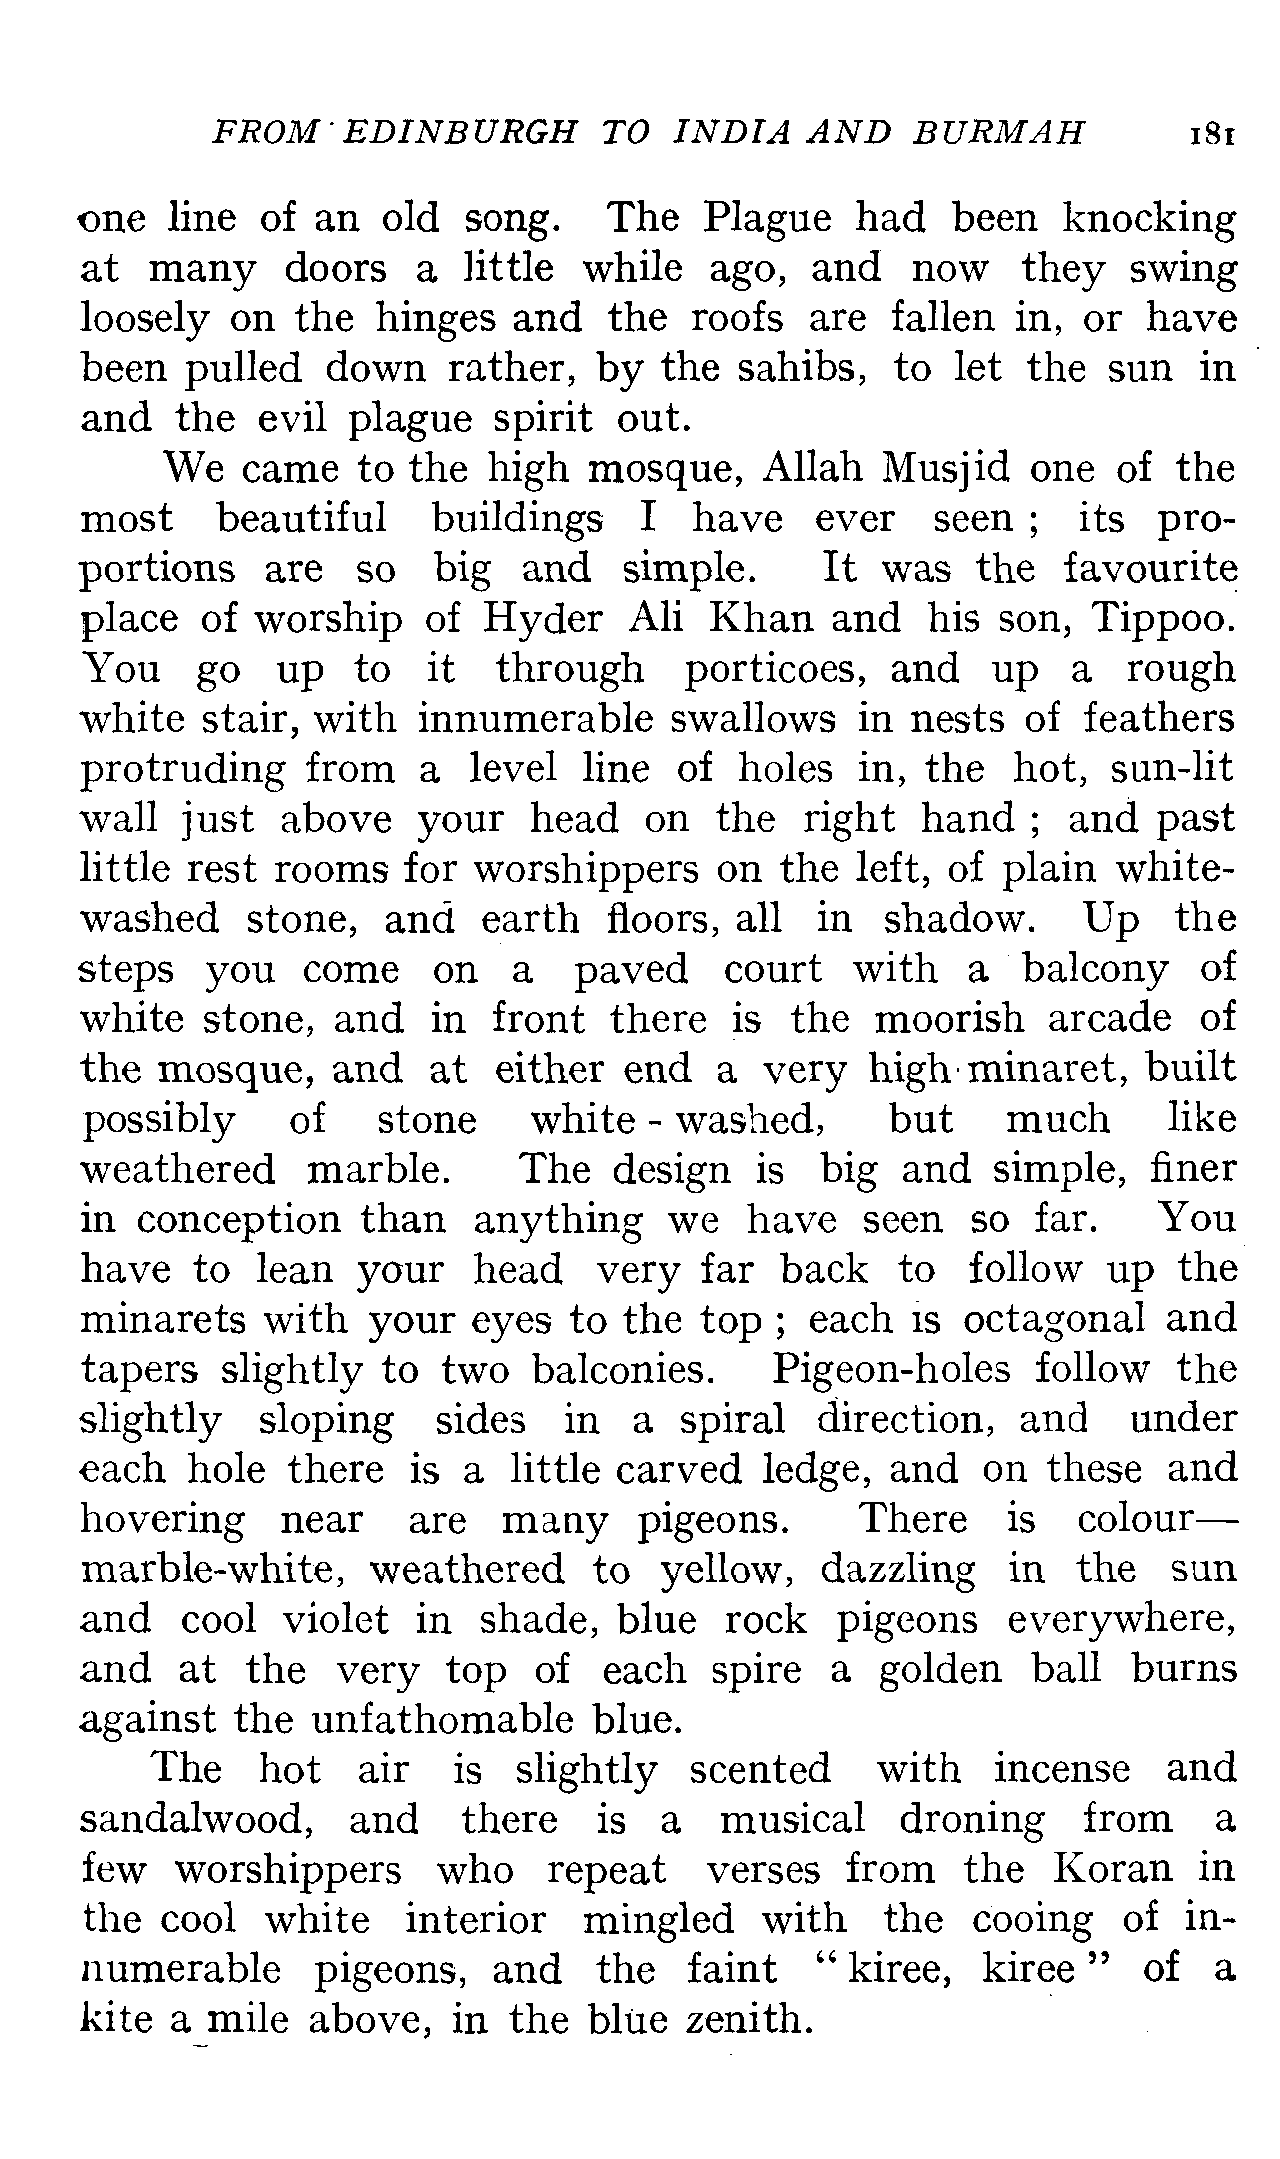 FROM EDINBURGH TO INDIA AND BURMAH 181
one line of an old song. The Plague had been knocking
at many doors a little while ago, and now they swing
loosely on the hinges and the roofs are fallen in, or have
been pulled down rather, by the sahibs, to let the sun in
and the evil plague spirit out.
We came to the high mosque, Allah Musjid one of the
most beautiful buildings I have ever seen ; its pro-
portions are so big and simple. It was the favourite
place of worship of Hyder Ali Khan and his son, Tippoo.
You go up to it through porticoes, and up a rough
white stair, with innumerable swallows in nests of feathers
protruding from a level line of holes in, the hot, sun-lit
wall just above your head on the right hand ; and past
little rest rooms for worshippers on the left, of plain white-
washed stone, and earth floors, all in shadow. Up the
steps you come on a paved court with a balcony of
white stone, and in front there is the moorish arcade of
the mosque, and at either end a very high minaret, built
possibly of stone white-washed, but much like
weathered marble. The design is big and simple, finer
in conception than anything we have seen so far. You
have to lean your head very far back to follow up the
minarets with your eyes to the top ; each is octagonal and
tapers slightly to two balconies. Pigeon-holes follow the
slightly sloping sides in a spiral direction, and under
each hole there is a little carved ledge, and on these and
hovering near are many pigeons. There is colour—
marble-white, weathered to yellow, dazzling in the sun
and cool violet in shade, blue rock pigeons everywhere,
and at the very top of each spire a golden ball burns
against the unfathomable blue.
The hot air is slightly scented with incense and
sandalwood, and there is a musical droning from a
few worshippers who repeat verses from the Koran in
the cool white interior mingled with the cooing of in-
numerable pigeons, and the faint “ kiree, kiree ” of a
kite a mile above, in the blue zenith.